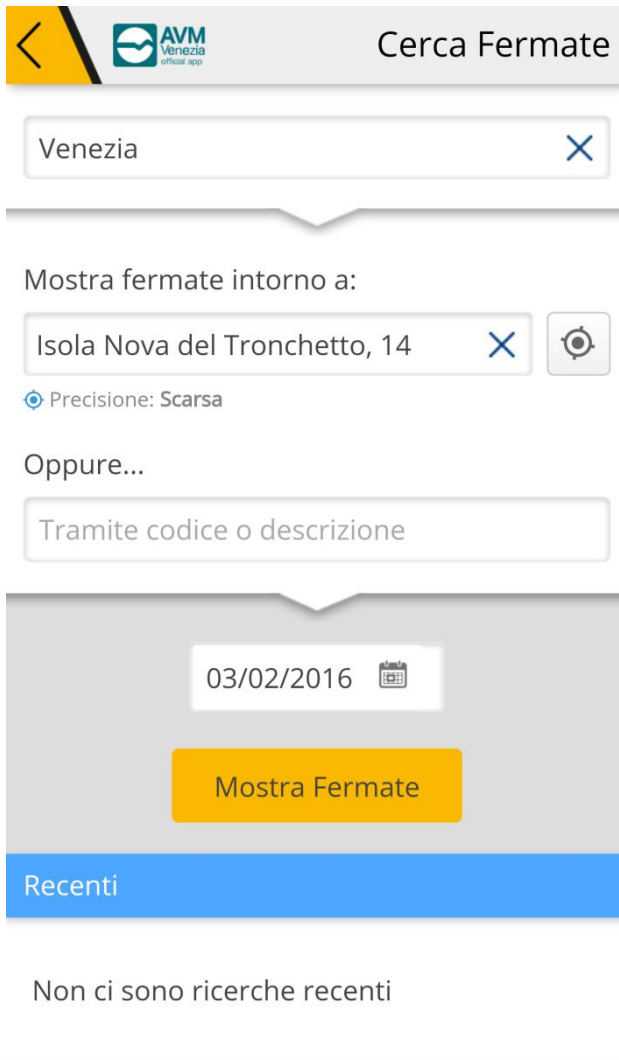 AVM
Venezia
official app
Cerca Fermate
Venezia
Mostra fermate intorno a:
Isola Nova del Tronchetto, 14
Precisione: Scarsa
Oppure...
Tramite codice o descrizione
03/02/2016
Mostra Fermate
Recenti
Non ci sono ricerche recenti